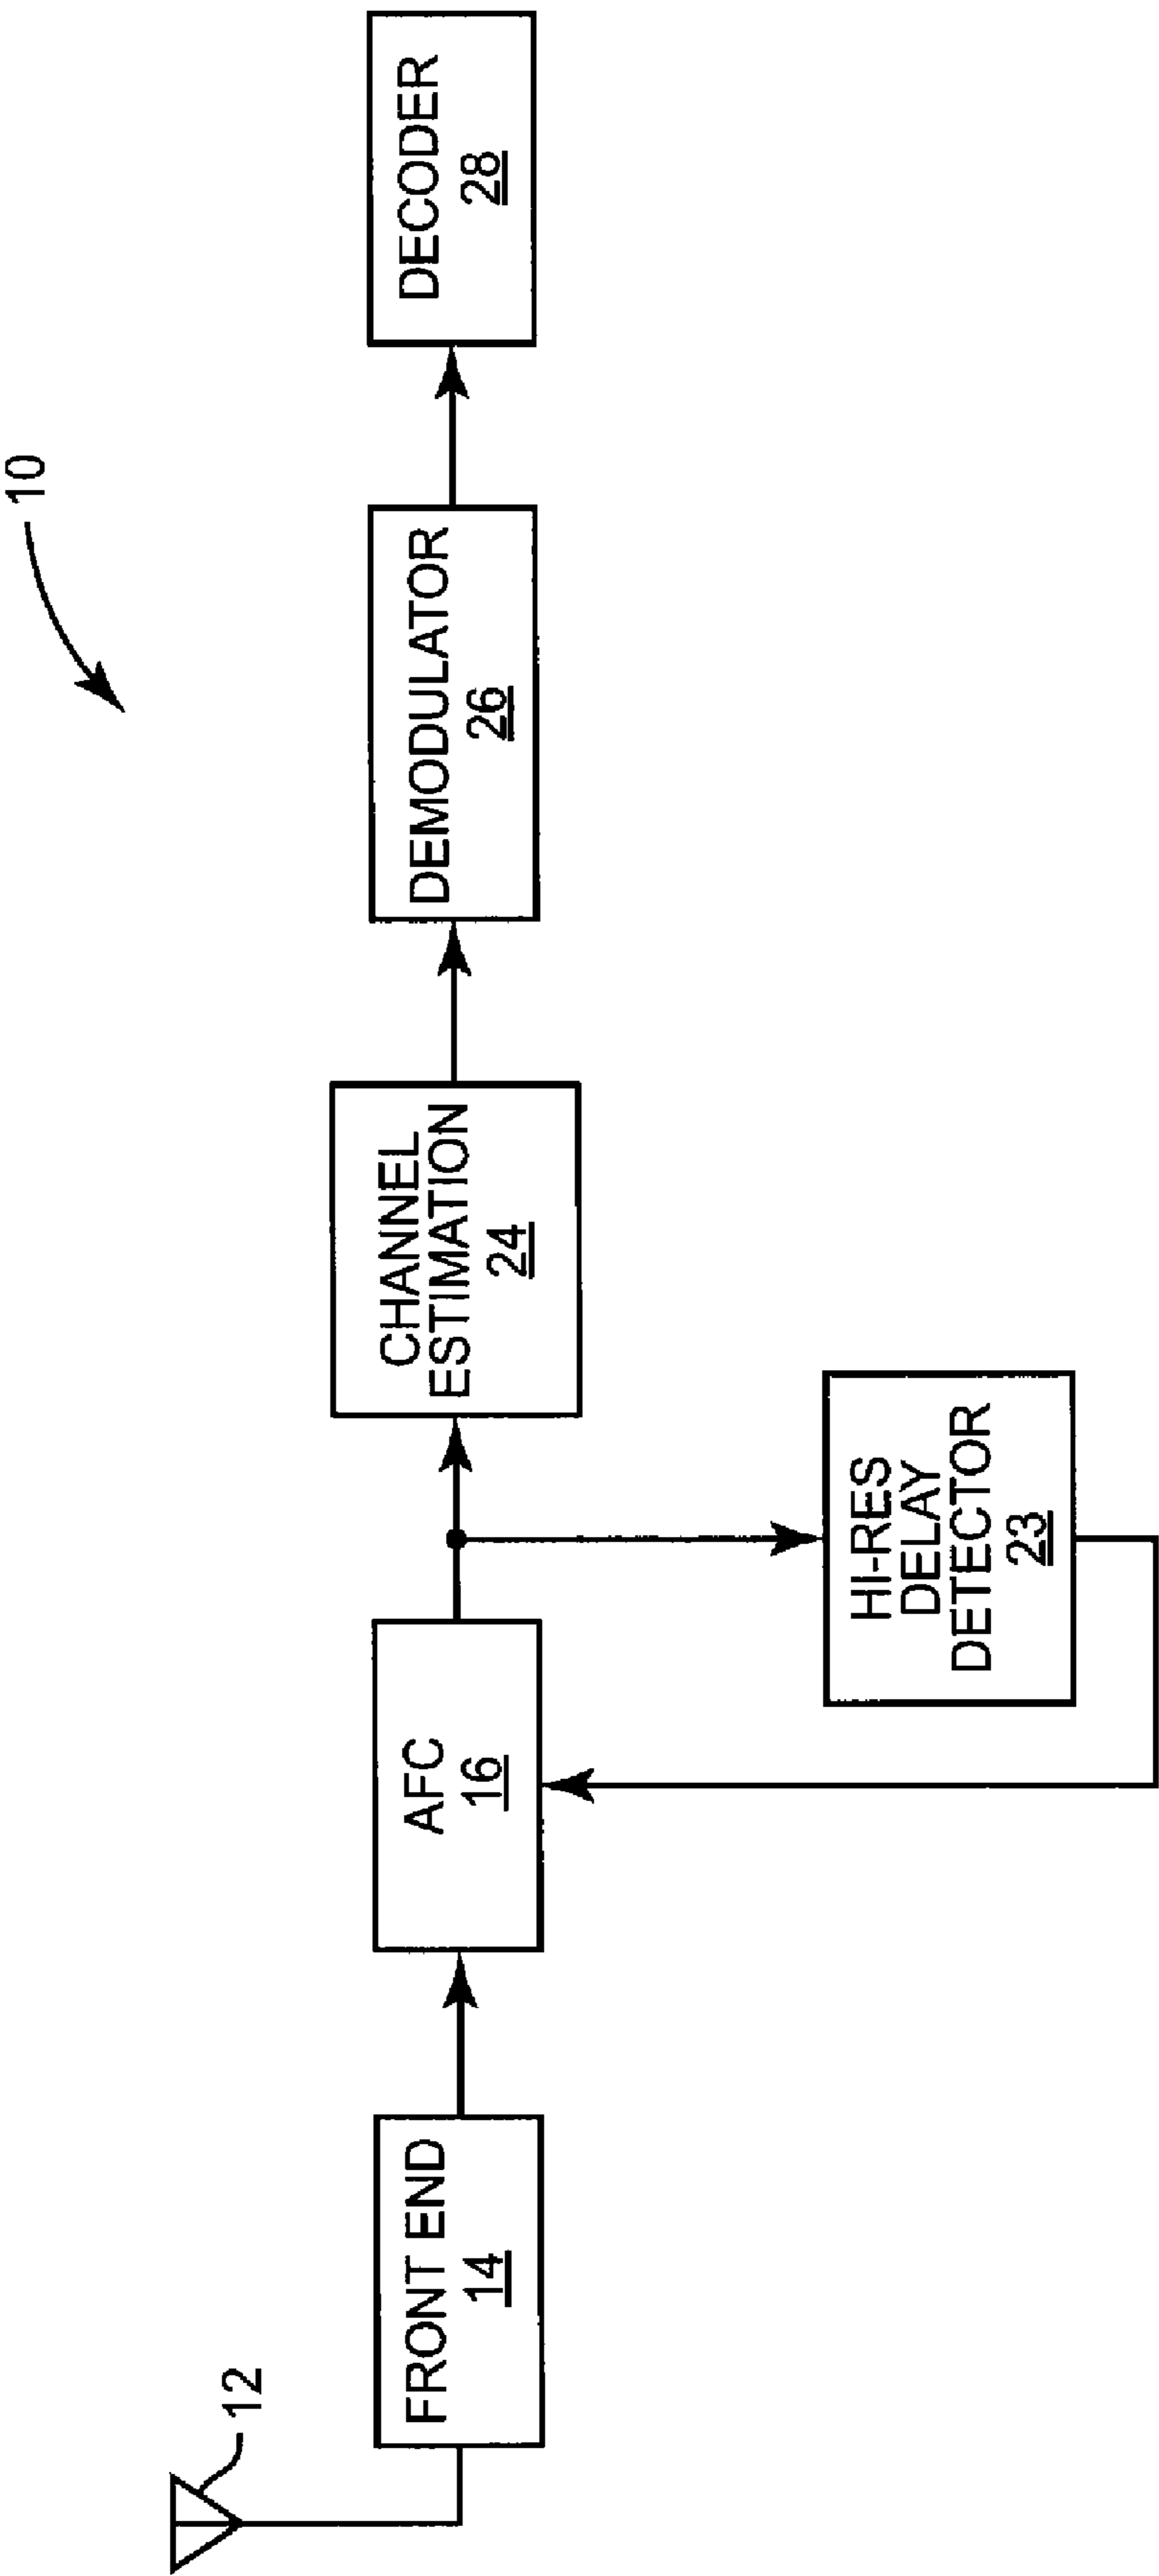 10
12
FRONT END
14
AFC
16
HI-RES
DELAY
DETECTOR
23
CHANNEL
ESTIMATION
24
DEMODULATOR
26
DECODER
28